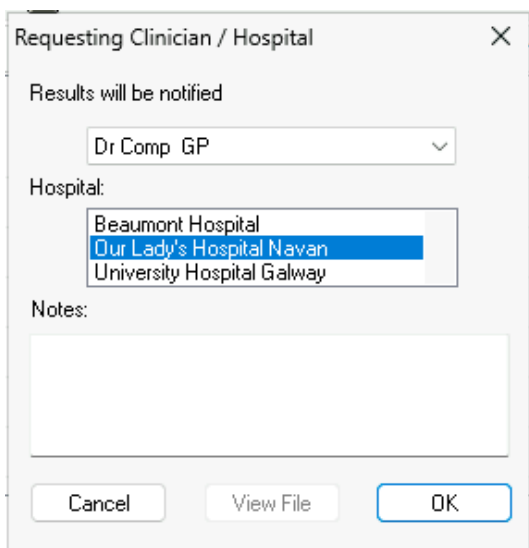 Requesting Clinician / Hospital
Results will be notified
Dr Comp  GP
Hospital:
Beaumont Hospital
Our Lady's Hospital Navan
University Hospital Galway
Notes:
Cancel
View File
OK